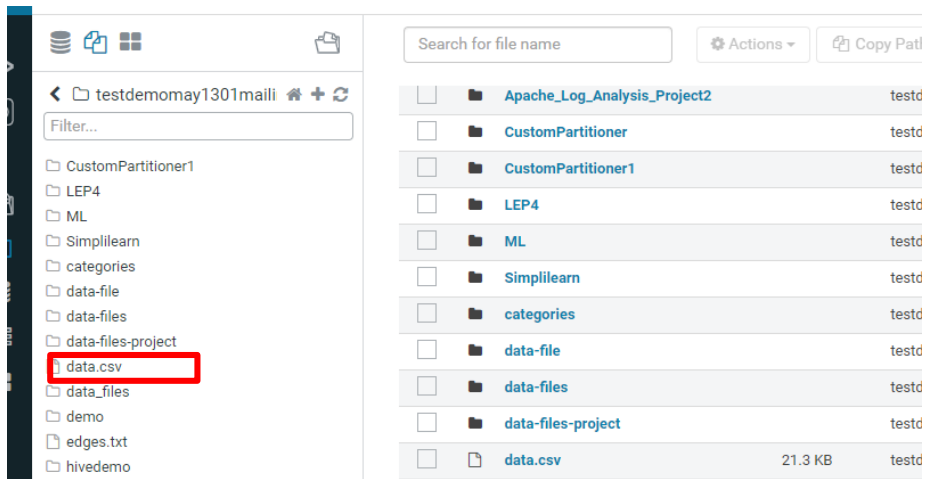 Search for file name
Actions
Copy Pat
testdemomay1301maili
Filter...
CustomPartitioner1
LEP4
ML
Simplilearn
categories
data-file
data-files
data-files-project
data.csv
data_files
demo
edges.txt
hivedemo
Apache_Log_Analysis_Project2 testd
CustomPartitioner testd
CustomPartitioner1 testd
LEP4 testd
ML testd
Simplilearn testd
categories testd
data-file testd
data-files testd
data-files-project testd
data.csv 21.3 KB testd